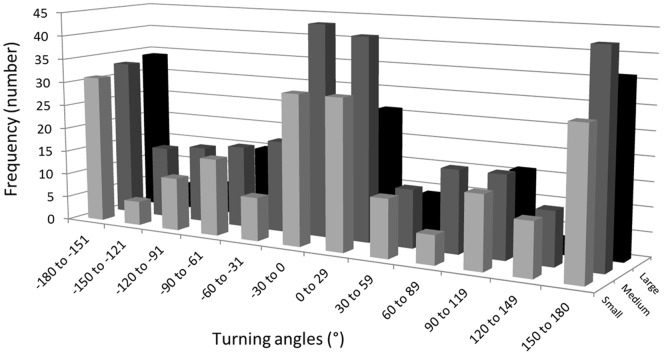 45
40
35
30
25
20
15
10
5
0
Frequency (number)
-180 to -151
-150 to -121
-120 to -91
-90 to -61
-60 to -31
-30 to 0
0 to 29
30 to 59
60 to 89
90 to 119
120 to 149
150 to 180
Small
Medium
Large
Turning angles (°)